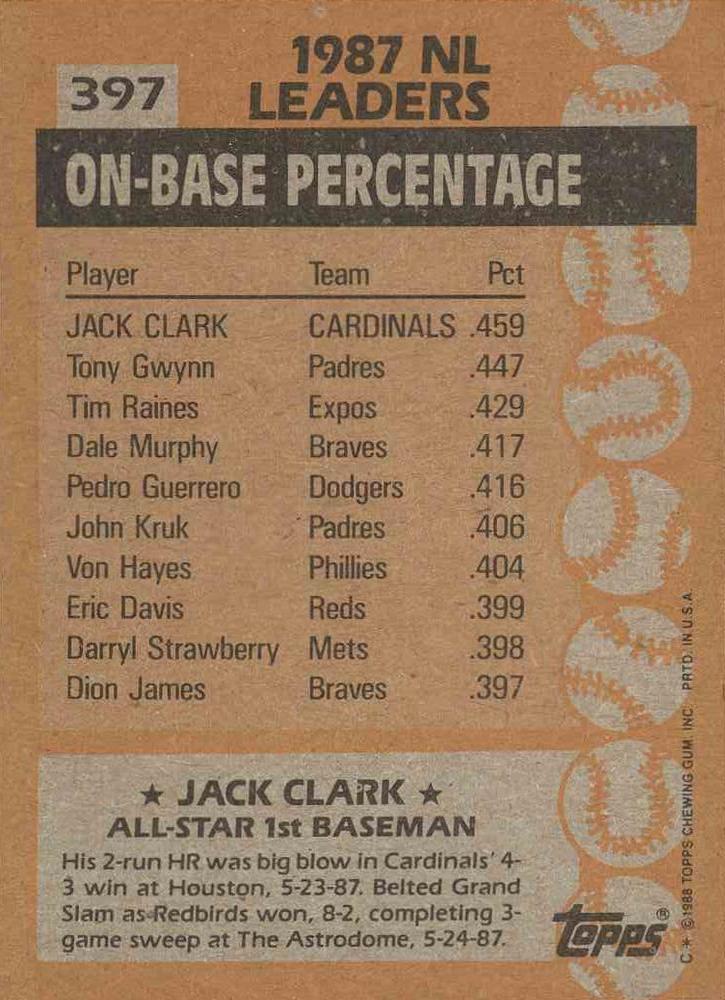 1987 NL
397 LEADERS
ON-BASE PERCENTAGE
Player Team Pct
JACK CLARK CARDINALS .459
Tony Gwynn Padres .447
Tim Raines Expos .429
Dale Murphy Braves .417
Pedro Guerrero Dodgers .416
John Kruk Padres .406
Von Hayes Phillies .404
Eric Davis Reds .399
Darryl Strawberry Mets .398
Dion James Braves .397
★ JACK CLARK ★
ALL-STAR 1st BASEMAN
His 2-run HR was big blow in Cardinals' 4-
3 win at Houston, 5-23-87. Belted Grand
Slam as Redbirds won, 8-2, completing 3-
game sweep at The Astrodome, 5-24-87.
topps®
C * ©1988 TOPPS CHEWING GUM. INC. PRTD. IN U.S.A.